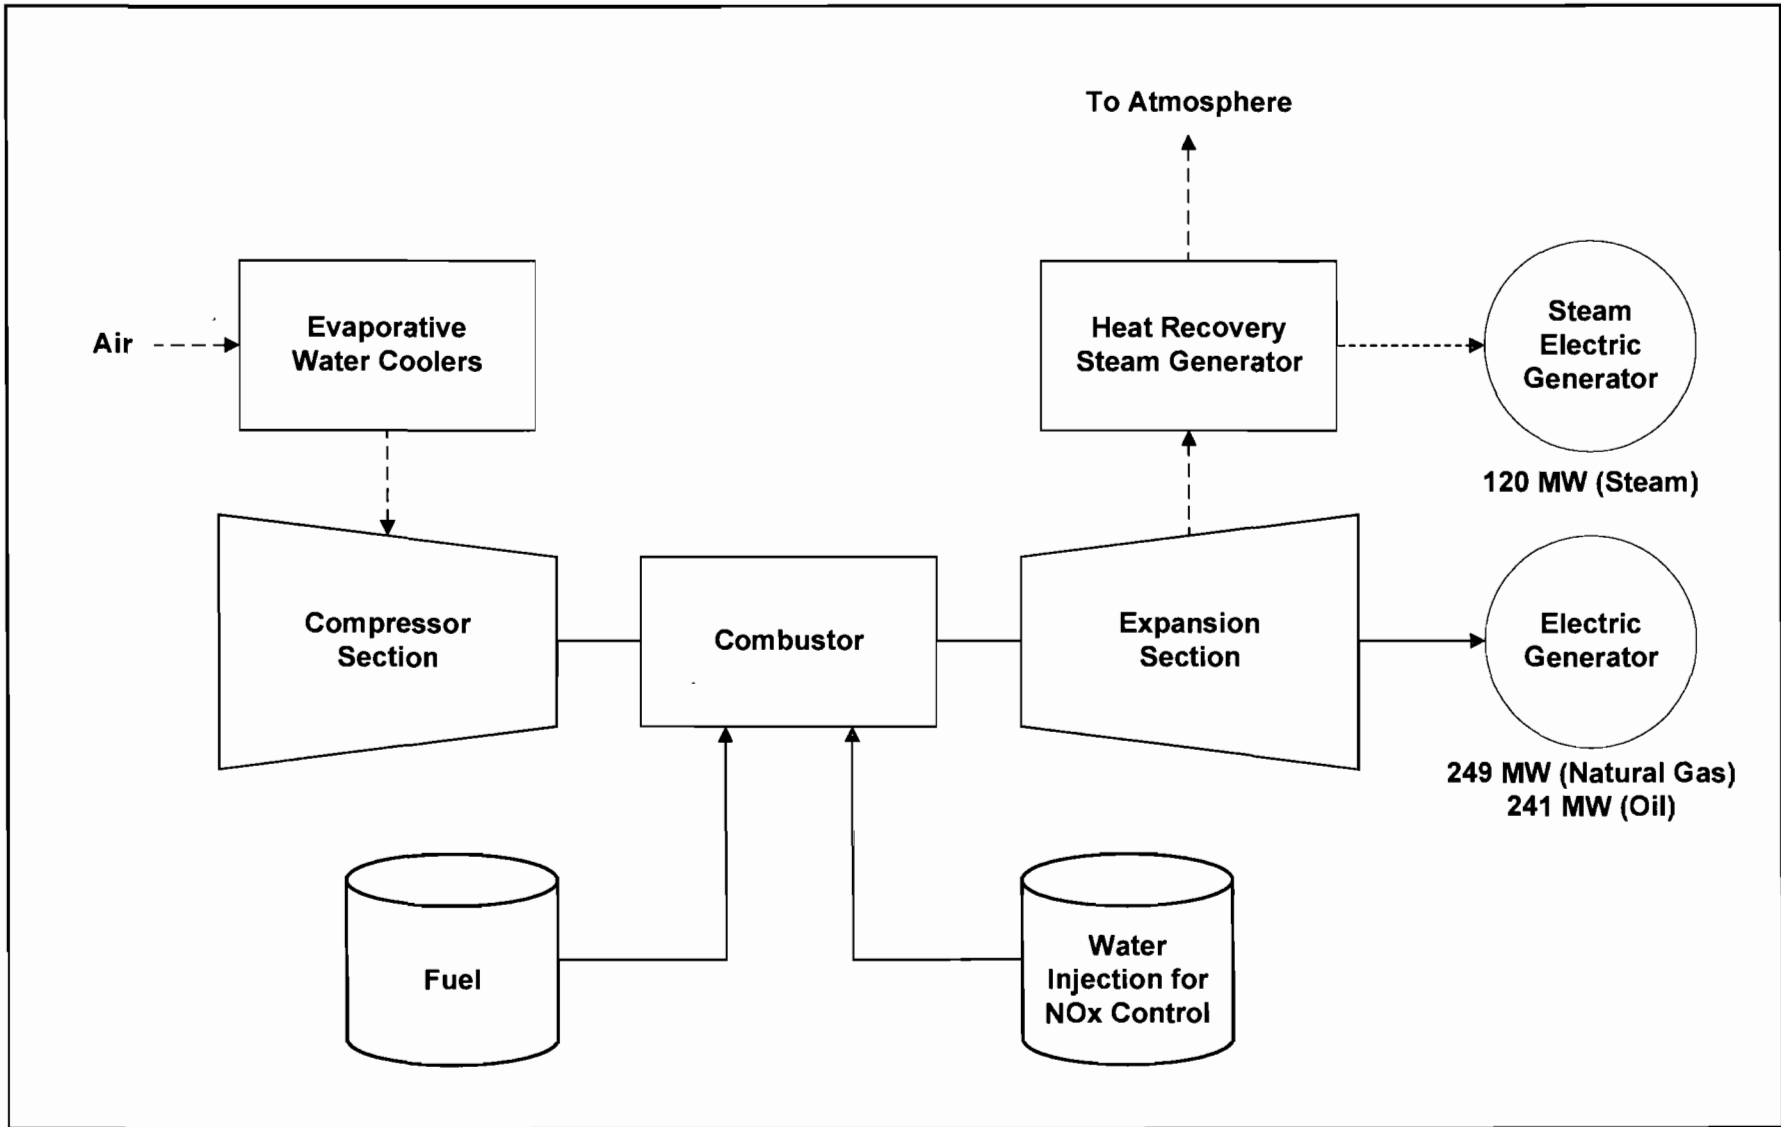 To Atmosphere
Air
Evaporative
Water Coolers
Heat Recovery
Steam Generator
Steam
Electric
Generator
120 MW (Steam)
Compressor
Section
Combustor
Expansion
Section
Electric
Generator
249 MW (Natural Gas)
241 MW (Oil)
Fuel
Water
Injection for
NOx Control